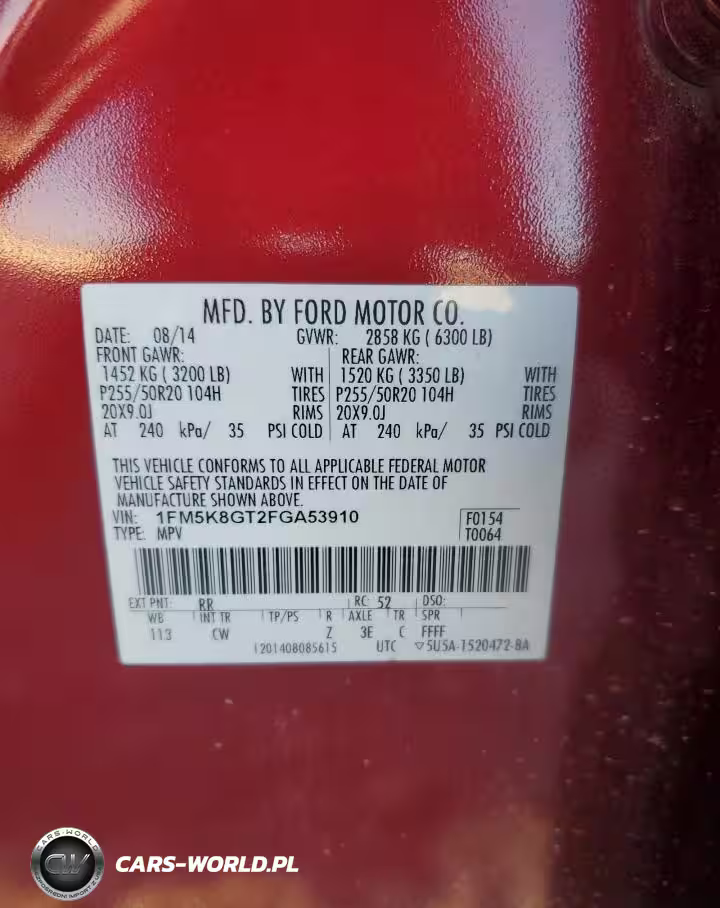 MFD. BY FORD MOTOR CO.
DATE: 08/14 GVWR: 2858 KG ( 6300 LB)
FRONT GAWR: REAR GAWR:
1452 KG ( 3200 LB) WITH 1520 KG ( 3350 LB) WITH
P255/50R20 104H TIRES P255/50R20 104H TIRES
20X9.0J RIMS 20X9.0J RIMS
AT 240 kPa/ 35 PSI COLD AT 240 kPa/ 35 PSI COLD
THIS VEHICLE CONFORMS TO ALL APPLICABLE FEDERAL MOTOR
VEHICLE SAFETY STANDARDS IN EFFECT ON THE DATE OF
MANUFACTURE SHOWN ABOVE.
VIN: 1FM5K8GT2FGA53910 F0154
TYPE: MPV T0064
EXT PNT: RR RC: 52 DSO:
WB INT TR TP/PS R AXLE TR SPR
113 CW Z 3E C FFFF
1201408085615 UTC ▽5U5A-1520472-BA
CARS-WORLD
CW
CARS-WORLD.PL